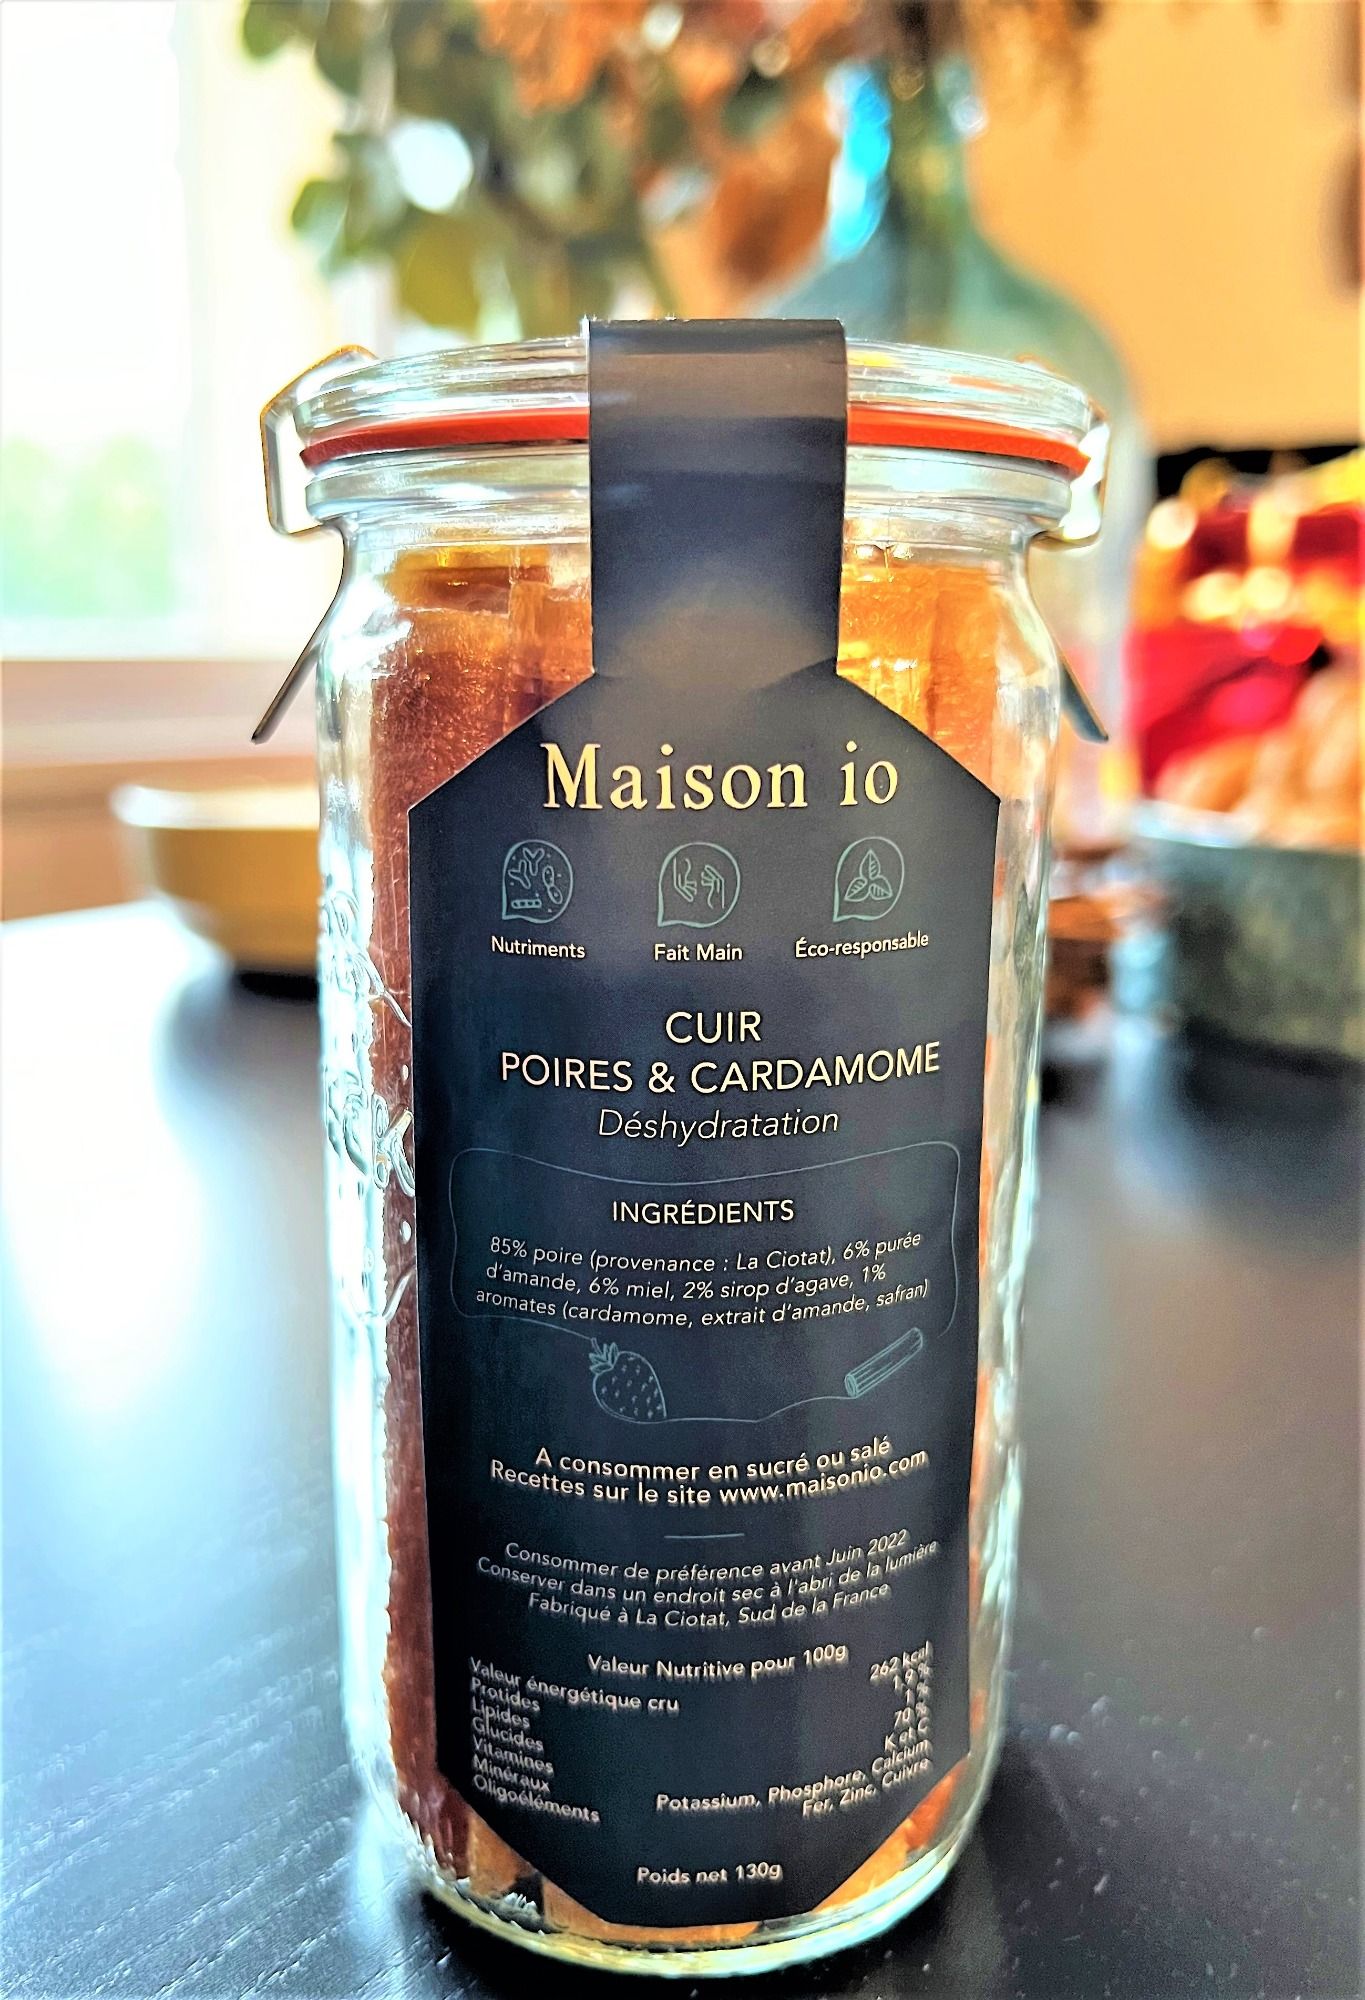 Maison io
Nutriments
Fait Main
Éco-responsable
CUIR
POIRES & CARDAMOME
Déshydratation
INGRÉDIENTS
85% poire (provenance : La Ciotat), 6% purée
d'amande, 6% miel, 2% sirop d'agave, 1%
aromates (cardamome, extrait d'amande, safran)
A consommer en sucré ou salé
Recettes sur le site www.maisonio.com
Consommer de préférence avant Juin 2022
Conserver dans un endroit sec à l'abri de la lumière
Fabriqué à La Ciotat, Sud de la France
Valeur Nutritive pour 100g
Valeur énergétique cru 262 kcal
Protides 1,9 %
Lipides 1 %
Glucides 70 %
Vitamines K et C
Minéraux Potassium, Phosphore, Calcium
Oligoéléments Fer, Zinc, Cuivre
Poids net 130g